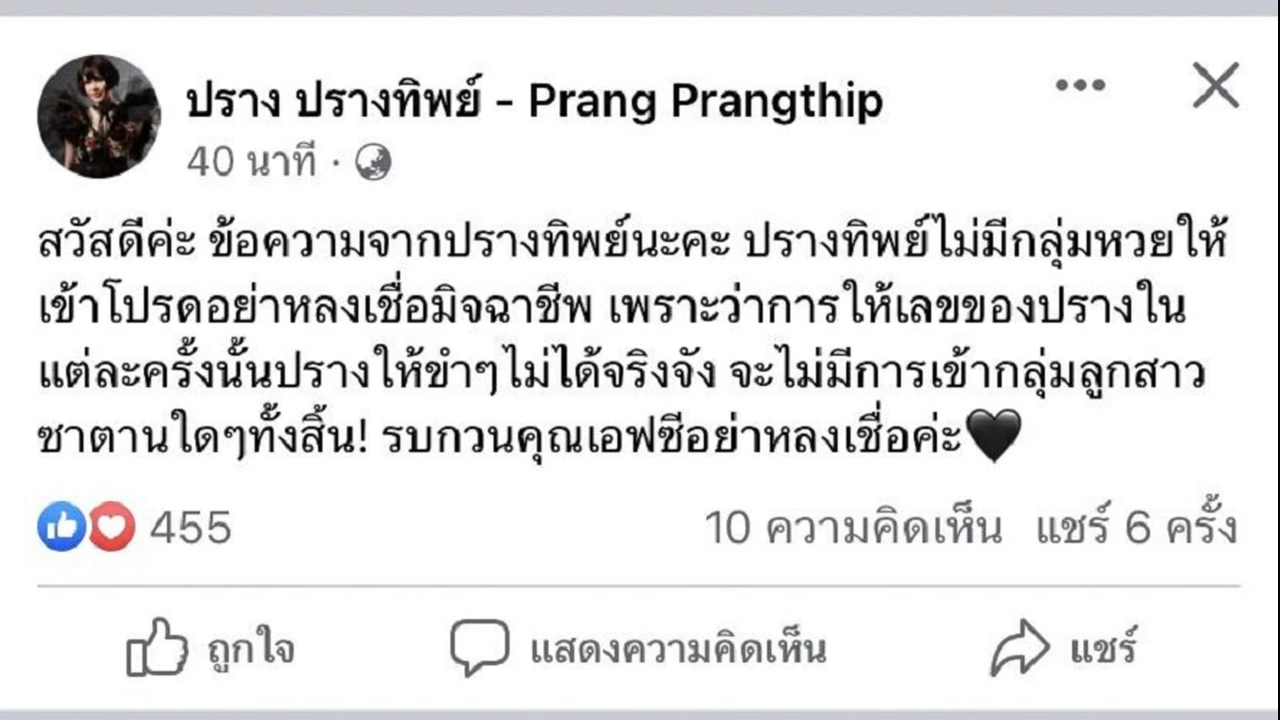 ปราง ปรางทิพย์ - Prang Prangthip
40 นาที ·
สวัสดีค่ะ ข้อความจากปรางทิพย์นะคะ ปรางทิพย์ไม่มีกลุ่มหวยให้
เข้าโปรดอย่าหลงเชื่อมิจฉาชีพ เพราะว่าการให้เลขของปรางใน
แต่ละครั้งนั้นปรางให้ขำๆไม่ได้จริงจัง จะไม่มีการเข้ากลุ่มลูกสาว
ซาตานใดๆทั้งสิ้น! รบกวนคุณเอฟซีอย่าหลงเชื่อค่ะ🖤
455 10 ความคิดเห็น แชร์ 6 ครั้ง
ถูกใจ แสดงความคิดเห็น แชร์